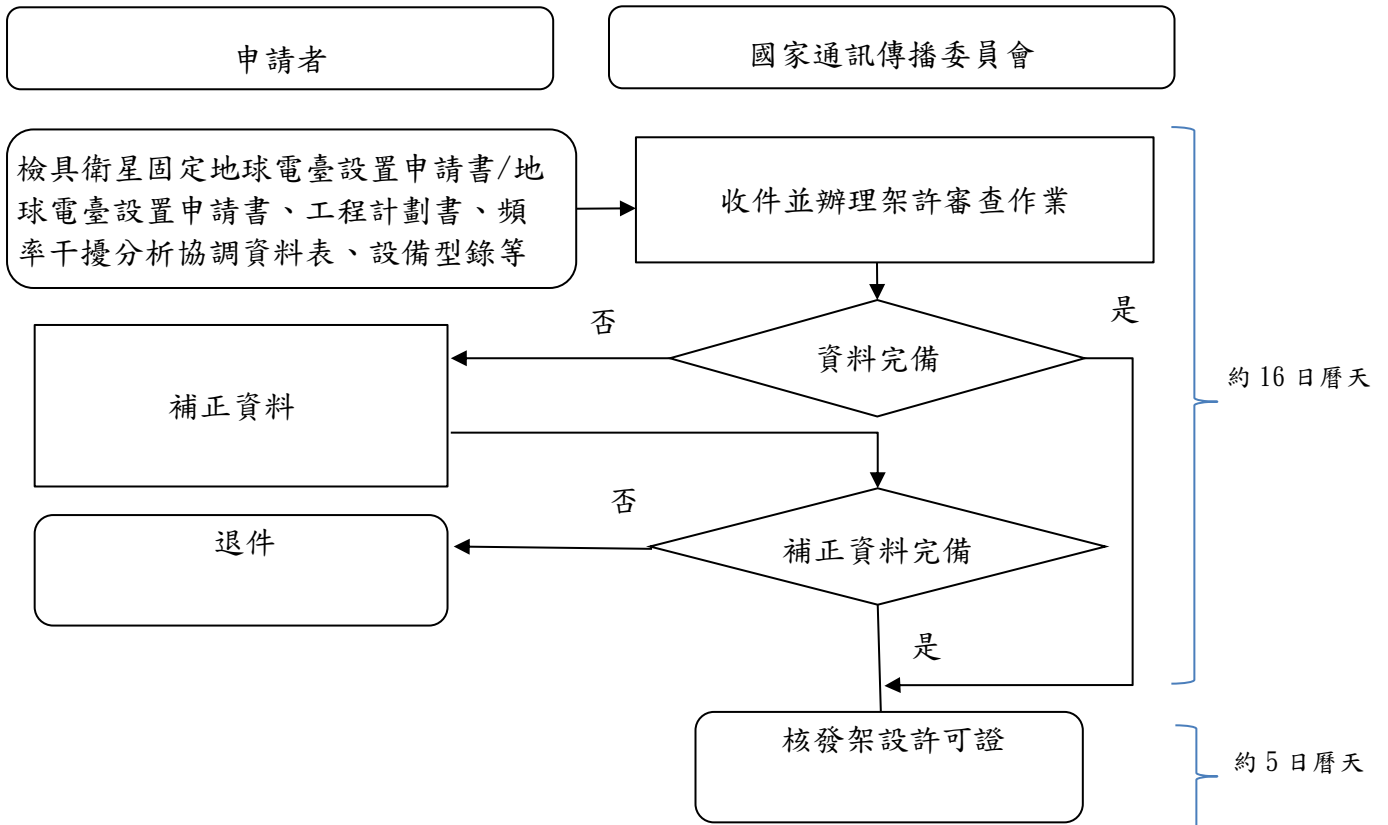 申請者
國家通訊傳播委員會
檢具衛星固定地球電臺設置申請書/地
球電臺設置申請書、工程計劃書、頻
率干擾分析協調資料表、設備型錄等
收件並辦理架許審查作業
否
是
資料完備
約 16 日曆天
補正資料
否
退件
補正資料完備
是
核發架設許可證
約 5 日曆天